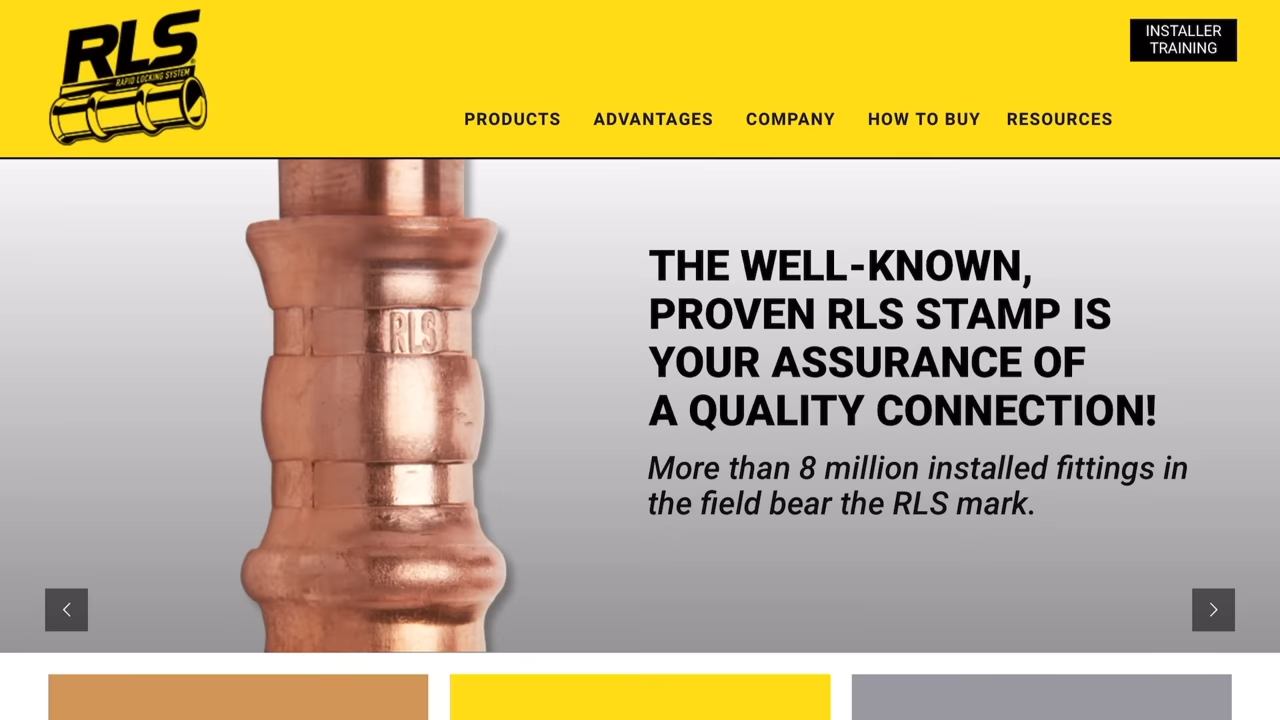 RLS
RAPID LOCKING SYSTEM
INSTALLER
TRAINING
PRODUCTS ADVANTAGES COMPANY HOW TO BUY RESOURCES
RLS
THE WELL-KNOWN,
PROVEN RLS STAMP IS
YOUR ASSURANCE OF
A QUALITY CONNECTION!
More than 8 million installed fittings in
the field bear the RLS mark.